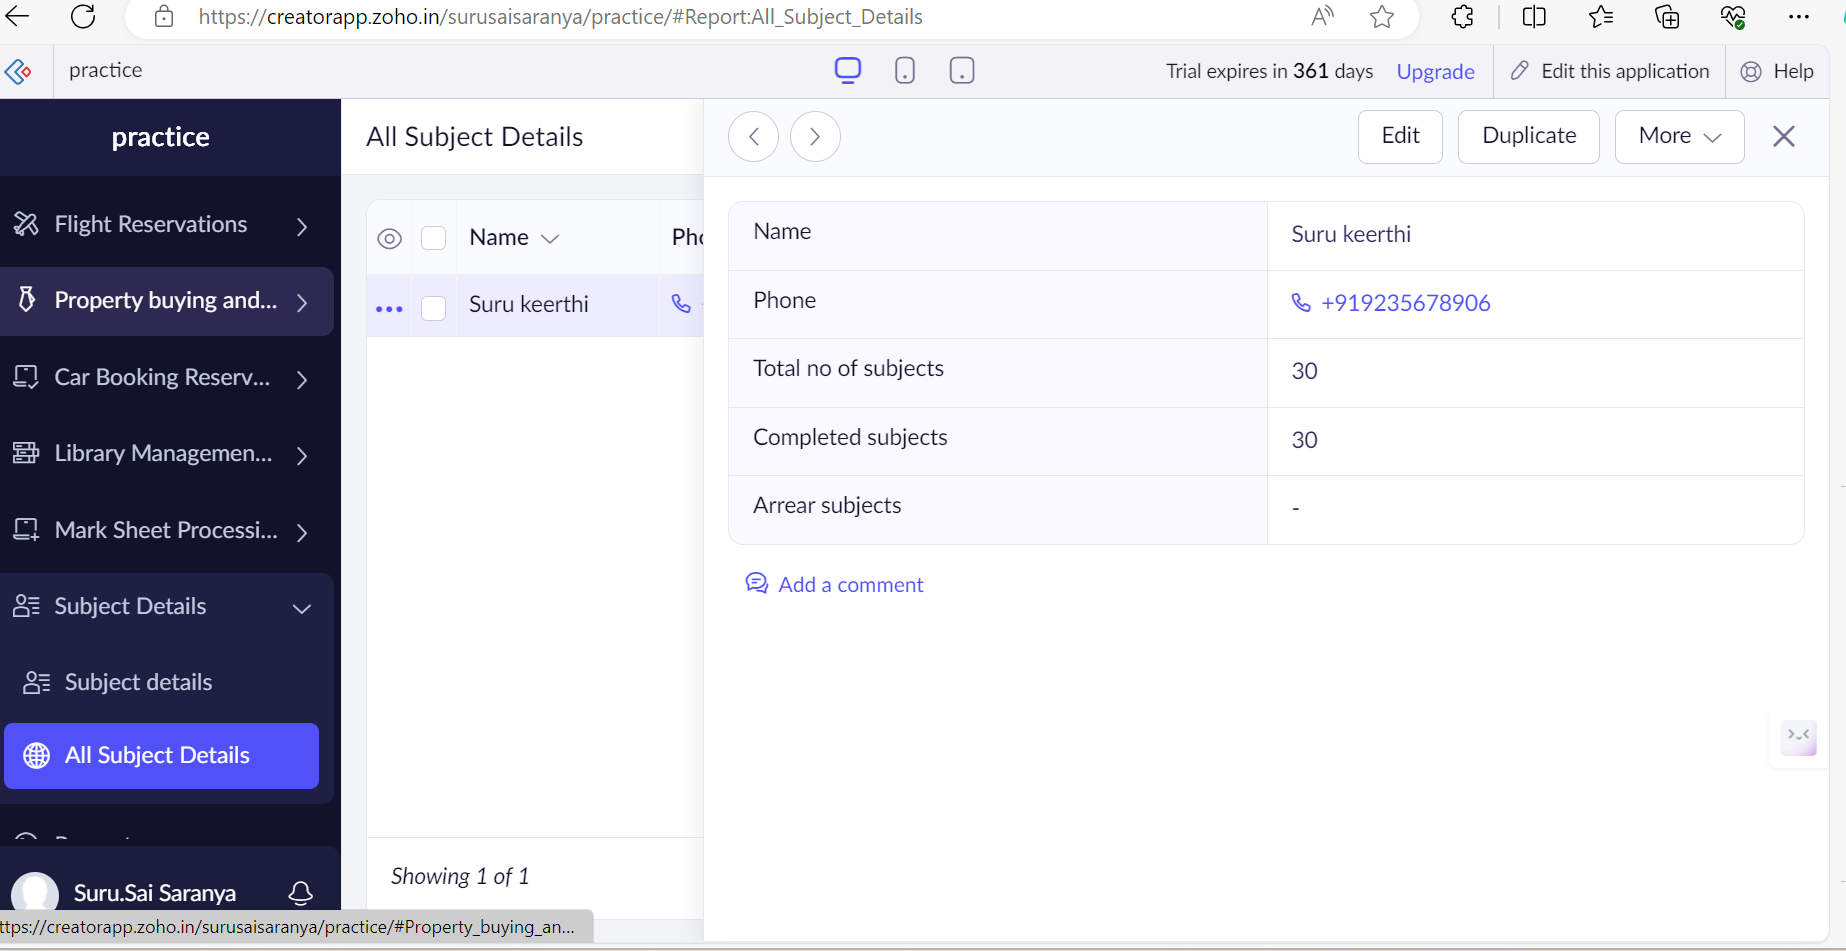 https://creatorapp.zoho.in/surusaisaranya/practice/#Report:All_Subject_Details
practice
Trial expires in 361 days
Upgrade
Edit this application
Help
practice
Flight Reservations
Property buying and...
Car Booking Reserv...
Library Managemen...
Mark Sheet Processi...
Subject Details
Subject details
All Subject Details
Suru.Sai Saranya
ttps://creatorapp.zoho.in/surusaisaranya/practice/#Property_buying_an...
All Subject Details
Name
Pho
Suru keerthi
Showing 1 of 1
Edit
Duplicate
More
Name
Suru keerthi
Phone
+919235678906
Total no of subjects
30
Completed subjects
30
Arrear subjects
-
Add a comment